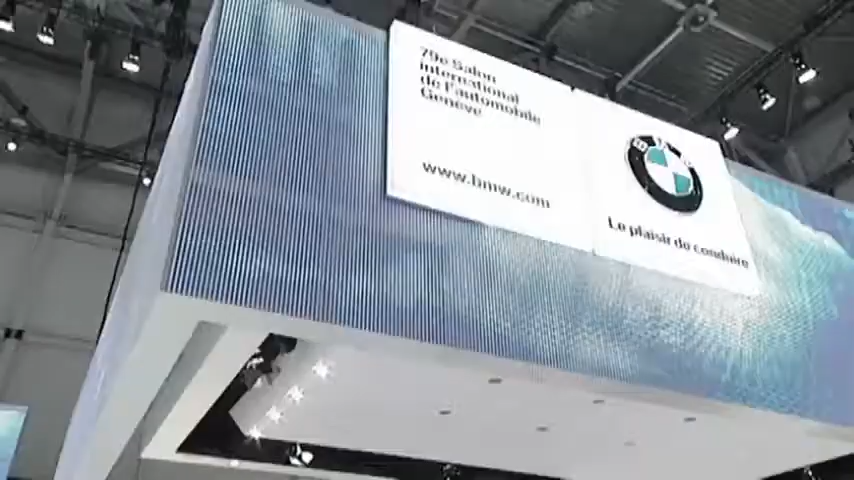 79e Salon
international
de l'automobile
Genève
www.bmw.com
BMW
Le plaisir de conduire